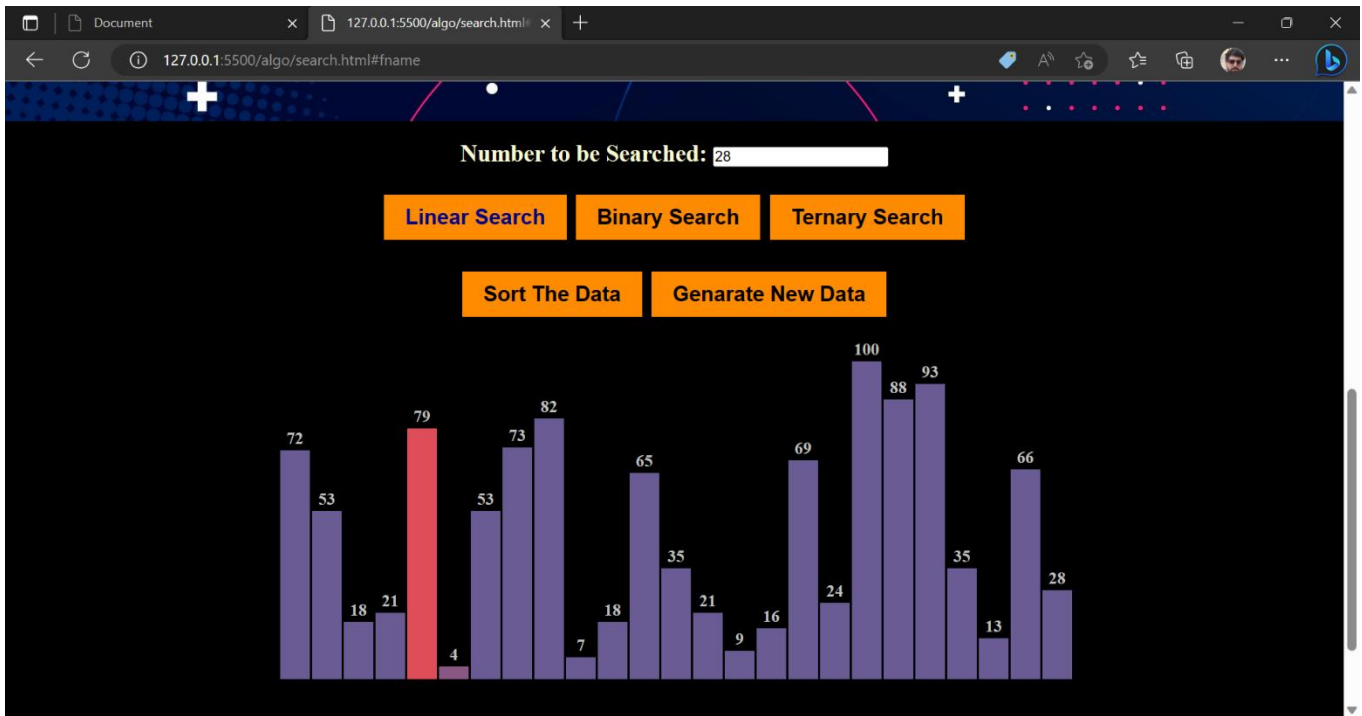 Document
127.0.0.1:5500/algo/search.html#
127.0.0.1:5500/algo/search.html#fname
Number to be Searched: 28
Linear Search Binary Search Ternary Search
Sort The Data Genarate New Data
72 53 18 21 79 4 53 73 82 7 18 65 35 21 9 16 69 24 100 88 93 35 13 66 28